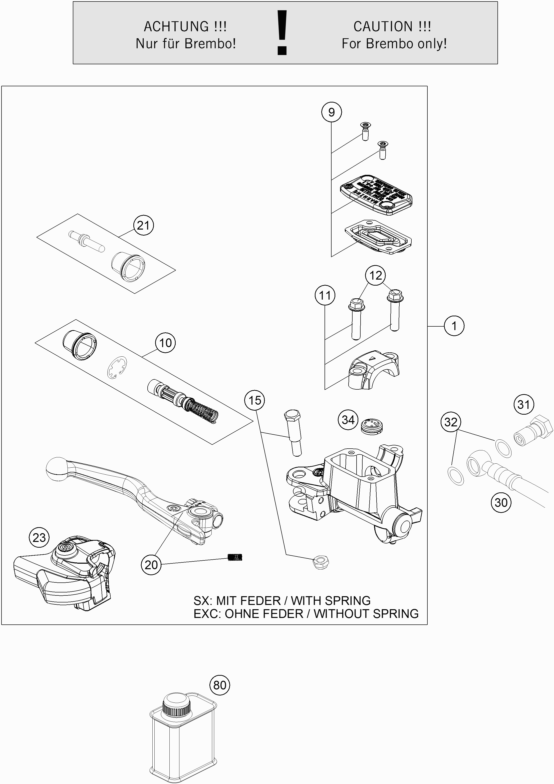 ACHTUNG !!!
Nur für Brembo!
!
CAUTION !!!
For Brembo only!
9
21
12
11
1
10
15
34
31
32
30
23
20
SX: MIT FEDER / WITH SPRING
EXC: OHNE FEDER / WITHOUT SPRING
80